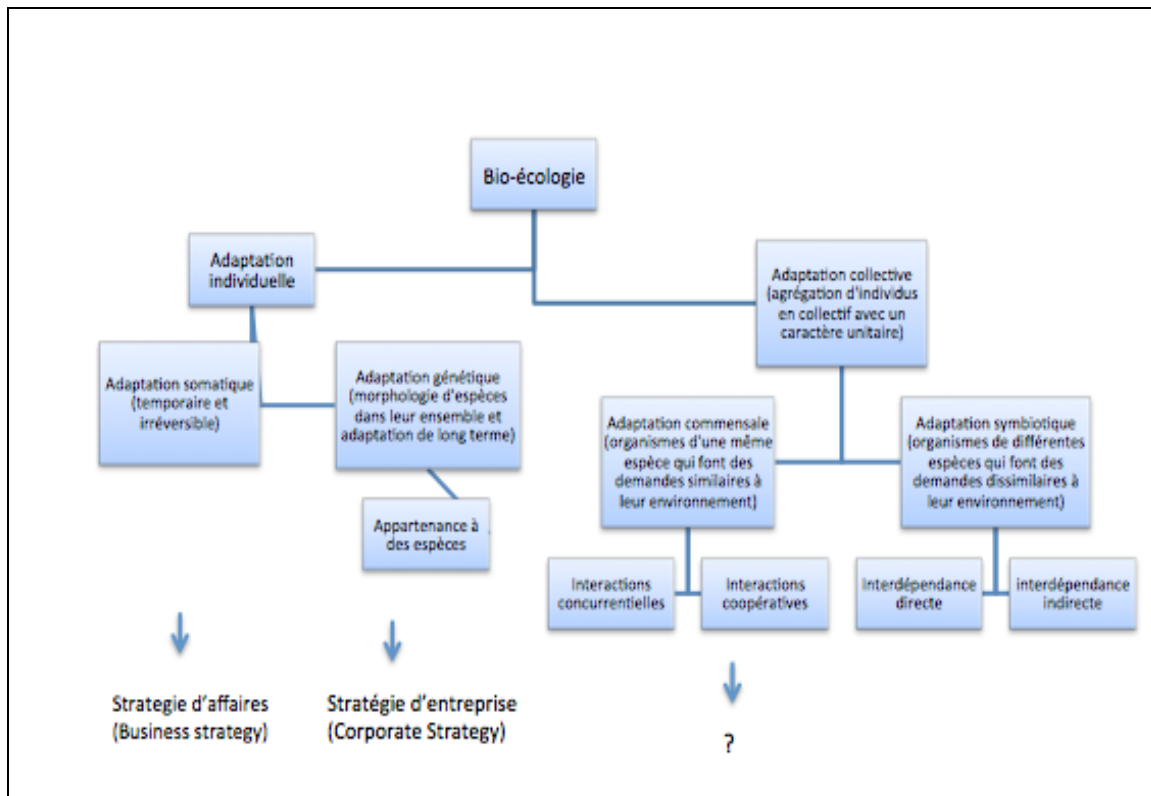 Bio-écologie
Adaptation
individuelle
Adaptation collective
(agrégation d'individus
en collectif avec un
caractère unitaire)
Adaptation somatique
(temporaire et
irréversible)
Adaptation génétique
(morphologie d'espèces
dans leur ensemble et
adaptation de long terme)
Appartenance à
des espèces
Adaptation commensale
(organismes d'une même
espèce qui font des
demandes similaires à
leur environnement)
Adaptation symbiotique
(organismes de différentes
espèces qui font des
demandes dissimilaires à
leur environnement)
Interactions
concurrentielles
Interactions
coopératives
Interdépendance
directe
interdépendance
indirecte
Strategie d'affaires
(Business strategy)
Stratégie d'entreprise
(Corporate Strategy)
?